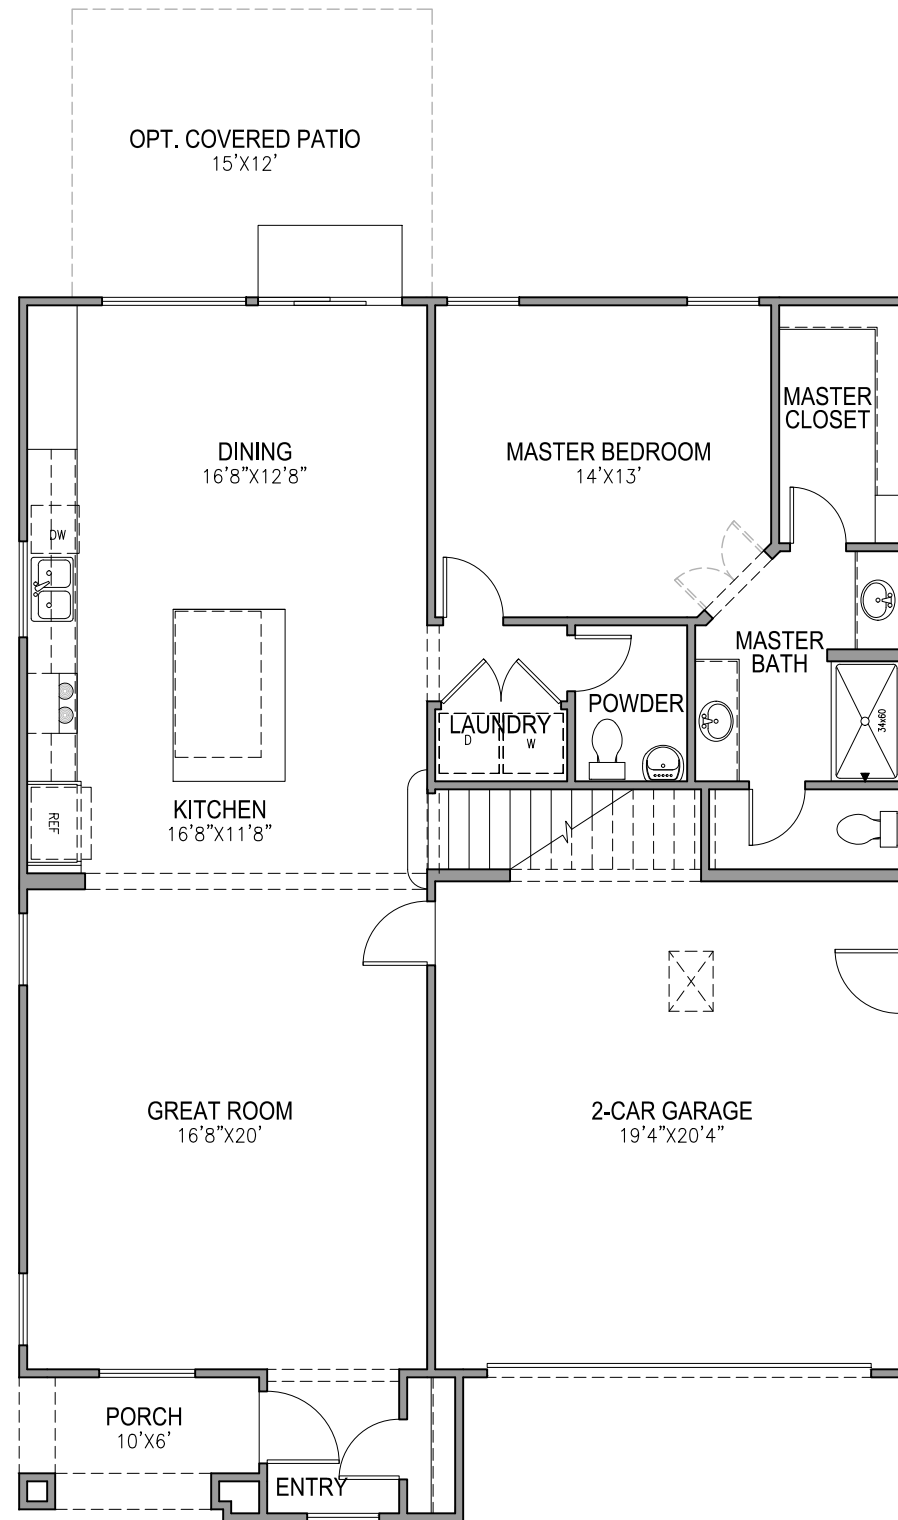 OPT. COVERED PATIO
15'X12'
MASTER
CLOSET
DINING
16'8"X12'8"
MASTER BEDROOM
14'X13'
DW
MASTER
BATH
POWDER
LAUNDRY
D
W
34x60
KITCHEN
16'8"X11'8"
REF
GREAT ROOM
16'8"X20'
2-CAR GARAGE
19'4"X20'4"
PORCH
10'X6'
ENTRY